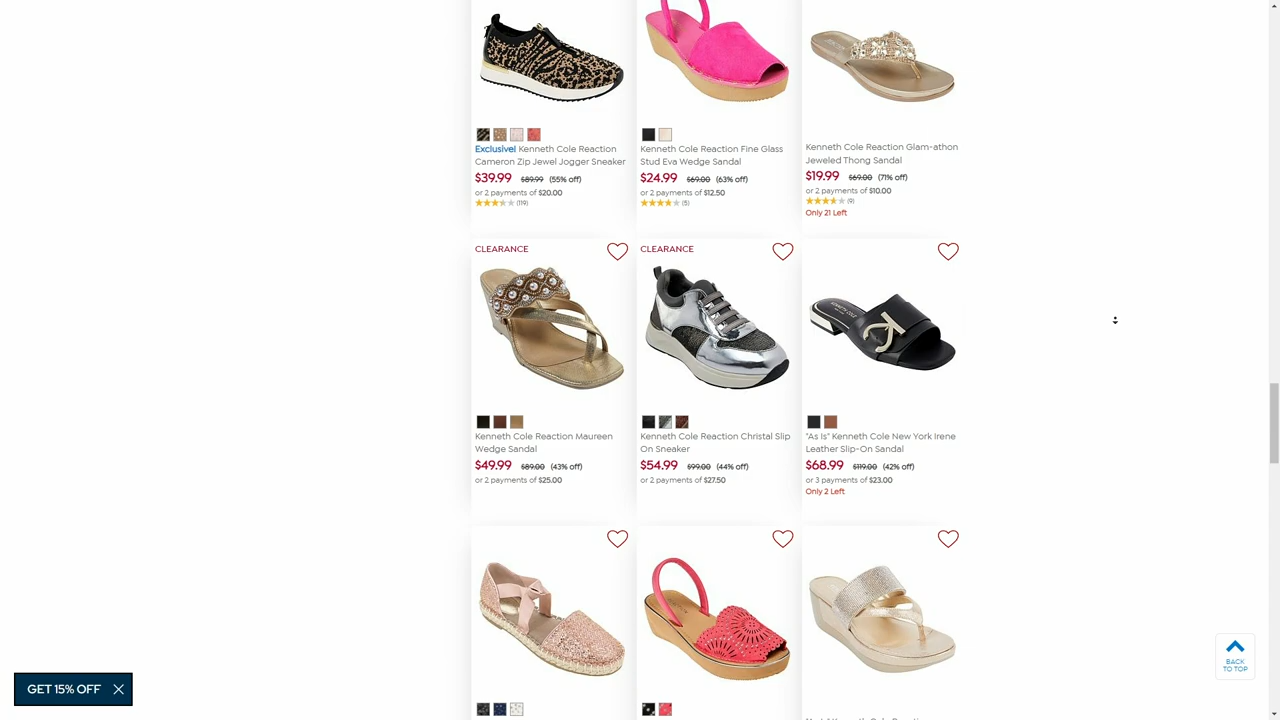 Exclusive! Kenneth Cole Reaction
Cameron Zip Jewel Jogger Sneaker
$39.99 $89.99 (55% off)
or 2 payments of $20.00
(119)
Kenneth Cole Reaction Fine Glass
Stud Eva Wedge Sandal
$24.99 $69.00 (63% off)
or 2 payments of $12.50
(5)
Kenneth Cole Reaction Glam-athon
Jeweled Thong Sandal
$19.99 $69.00 (71% off)
or 2 payments of $10.00
(9)
Only 21 Left
CLEARANCE
Kenneth Cole Reaction Maureen
Wedge Sandal
$49.99 $89.00 (43% off)
or 2 payments of $25.00
CLEARANCE
Kenneth Cole Reaction Christal Slip
On Sneaker
$54.99 $99.00 (44% off)
or 2 payments of $27.50
"As Is" Kenneth Cole New York Irene
Leather Slip-On Sandal
$68.99 $119.00 (42% off)
or 3 payments of $23.00
Only 2 Left
GET 15% OFF
BACK
TO TOP